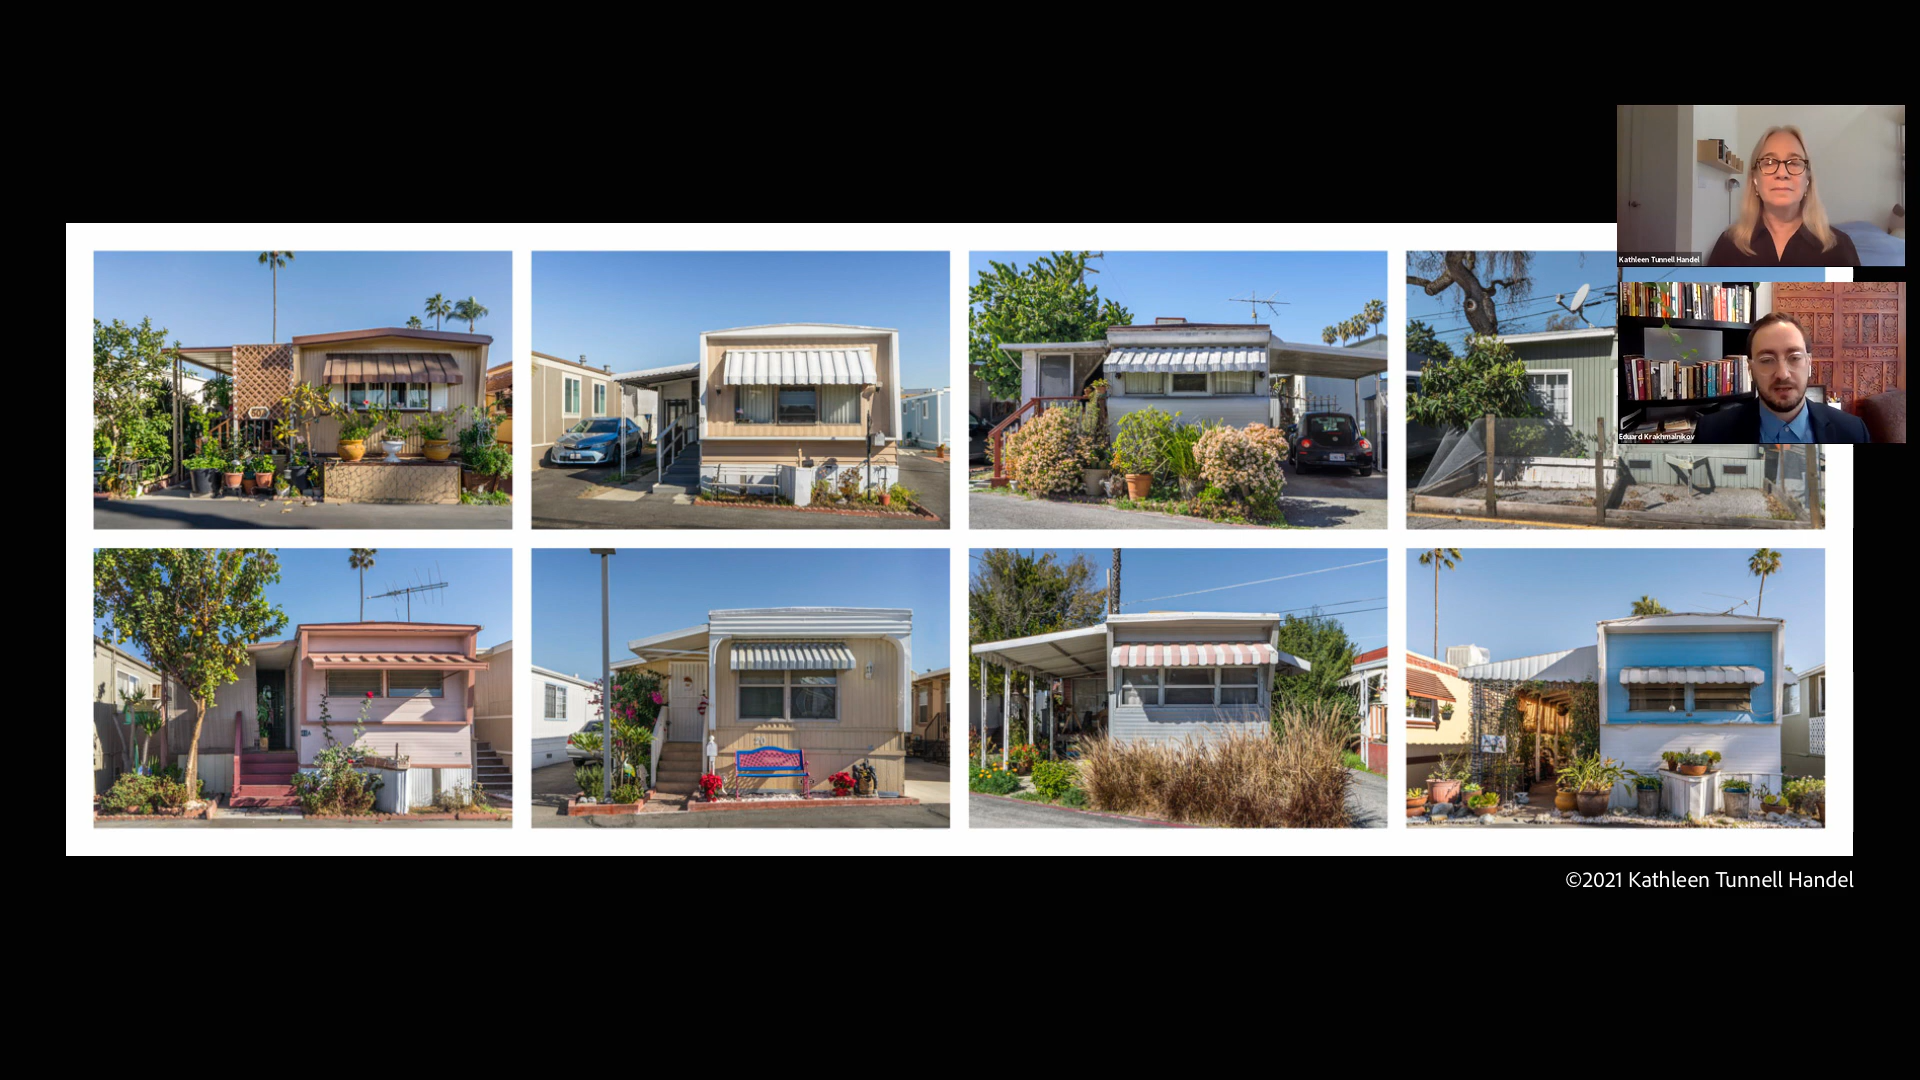 Kathleen Tunnell Handel
Eduard Krakhmalnikov
©2021 Kathleen Tunnell Handel